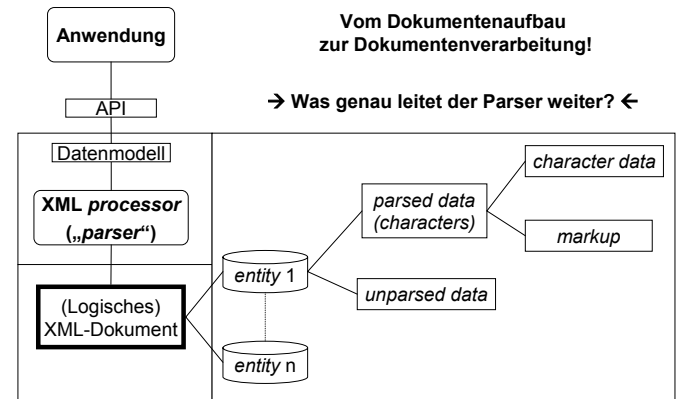 Anwendung
Vom Dokumentenaufbau
zur Dokumentenverarbeitung!
API
→ Was genau leitet der Parser weiter? ←
Datenmodell
XML processor
(„parser“)
(Logisches)
XML-Dokument
entity 1
entity n
parsed data
(characters)
unparsed data
character data
markup